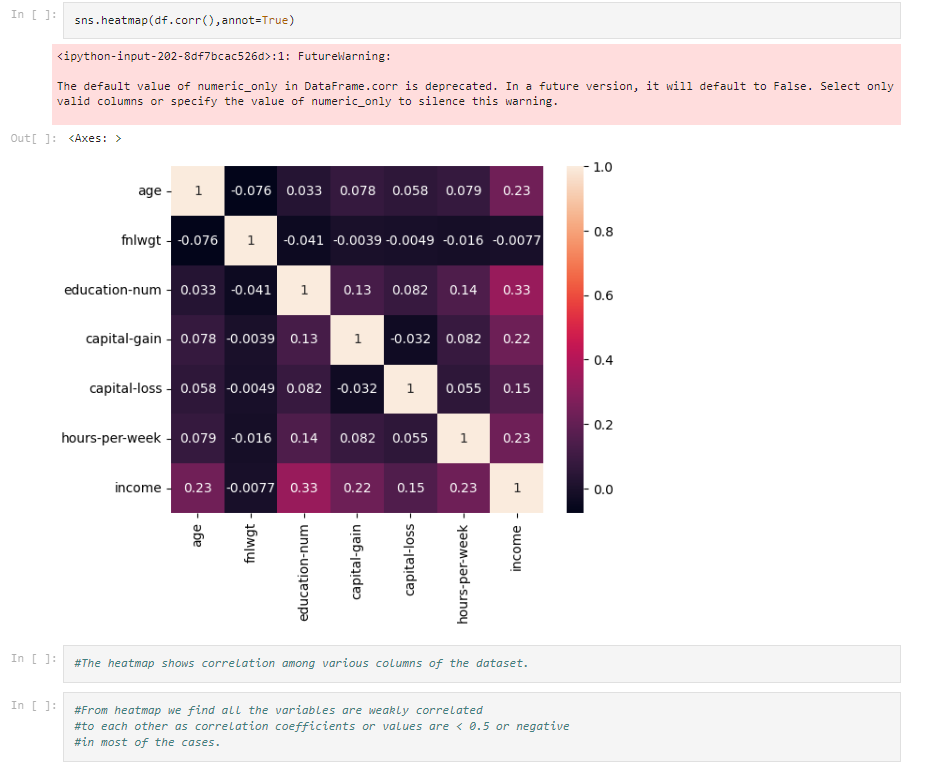 In [ ]: sns.heatmap(df.corr(),annot=True)
<ipython-input-202-8df7bcac526d>:1: FutureWarning:
The default value of numeric_only in DataFrame.corr is deprecated. In a future version, it will default to False. Select only
valid columns or specify the value of numeric_only to silence this warning.
Out[ ]: <Axes: >
1.0
age 1 -0.076 0.033 0.078 0.058 0.079 0.23
0.8
fnlwgt -0.076 1 -0.041 -0.0039 -0.0049 -0.016 -0.0077
education-num 0.033 -0.041 1 0.13 0.082 0.14 0.33
0.6
capital-gain 0.078 -0.0039 0.13 1 -0.032 0.082 0.22
0.4
capital-loss 0.058 -0.0049 0.082 -0.032 1 0.055 0.15
0.2
hours-per-week 0.079 -0.016 0.14 0.082 0.055 1 0.23
income 0.23 -0.0077 0.33 0.22 0.15 0.23 1
0.0
age
fnlwgt
education-num
capital-gain
capital-loss
hours-per-week
income
In [ ]: #The heatmap shows correlation among various columns of the dataset.
In [ ]: #From heatmap we find all the variables are weakly correlated
#to each other as correlation coefficients or values are < 0.5 or negative
#in most of the cases.